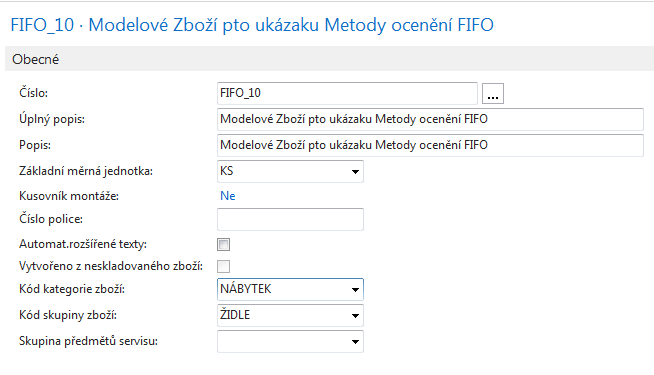 FIFO_10 · Modelové Zboží pto ukázaku Metody ocenění FIFO
Obecné
Číslo: FIFO_10 ...
Úplný popis: Modelové Zboží pto ukázaku Metody ocenění FIFO
Popis: Modelové Zboží pto ukázaku Metody ocenění FIFO
Základní měrná jednotka: KS
Kusovník montáže: Ne
Číslo police:
Automat.rozšířené texty:
Vytvořeno z neskladovaného zboží:
Kód kategorie zboží: NÁBYTEK
Kód skupiny zboží: ŽIDLE
Skupina předmětů servisu: